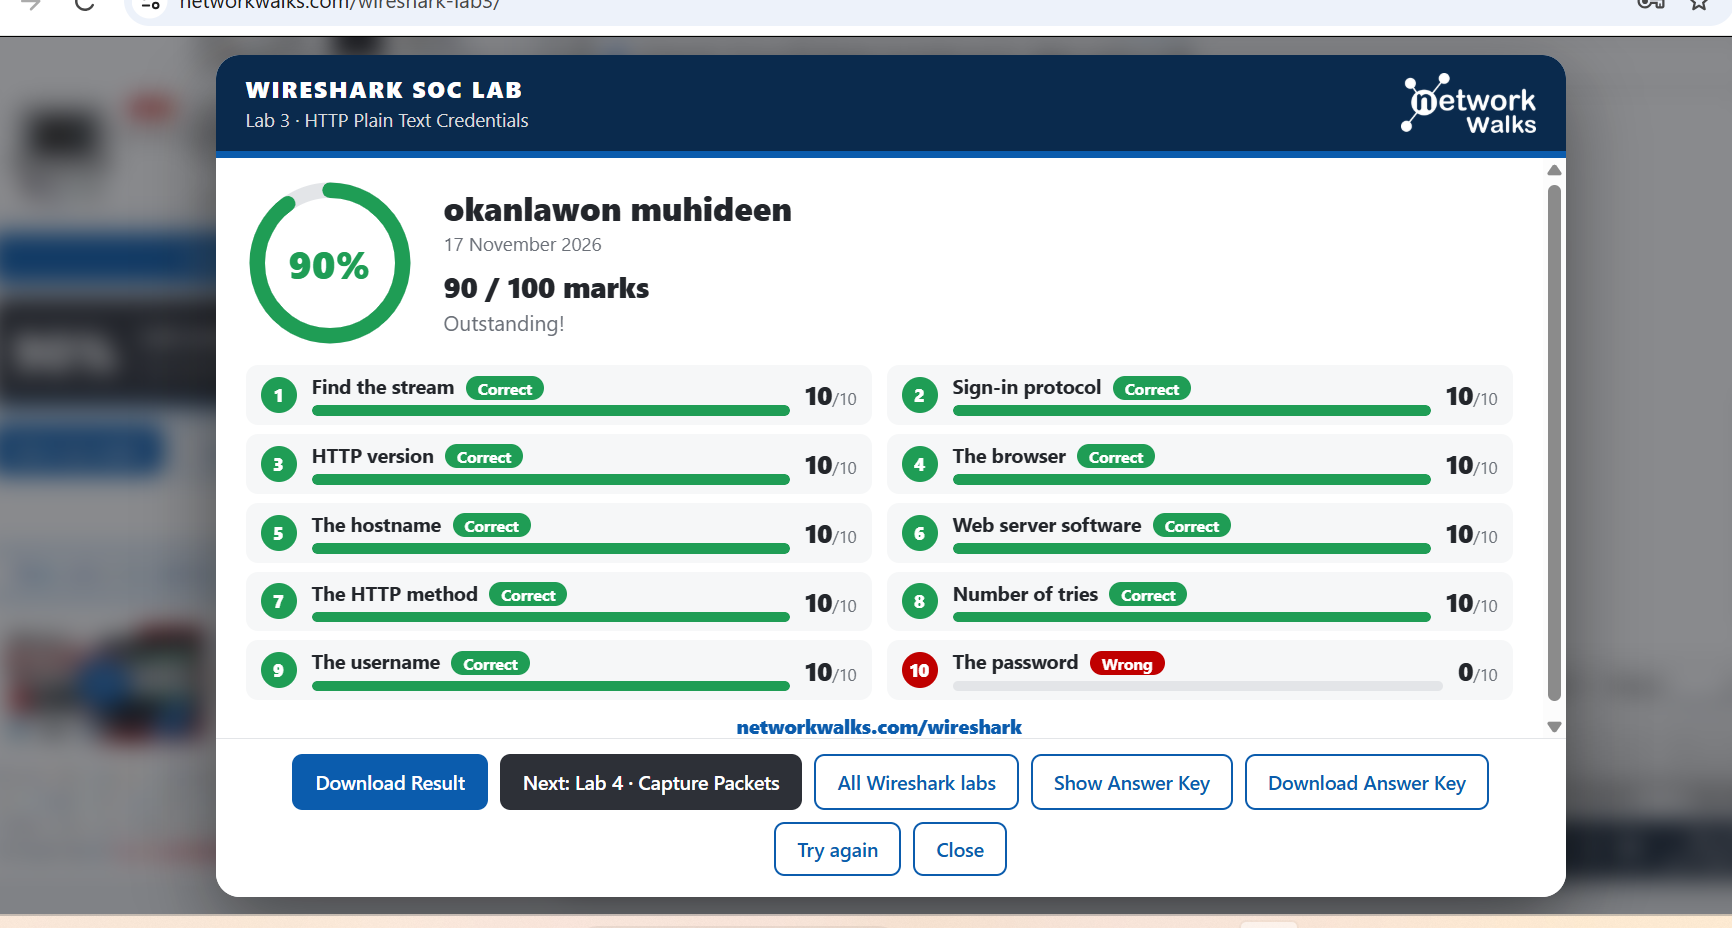 networkwalks.com/wireshark-lab3/
WIRESHARK SOC LAB
Lab 3 · HTTP Plain Text Credentials
network
Walks
90%
okanlawon muhideen
17 November 2026
90 / 100 marks
Outstanding!
1 Find the stream Correct 10/10
2 Sign-in protocol Correct 10/10
3 HTTP version Correct 10/10
4 The browser Correct 10/10
5 The hostname Correct 10/10
6 Web server software Correct 10/10
7 The HTTP method Correct 10/10
8 Number of tries Correct 10/10
9 The username Correct 10/10
10 The password Wrong 0/10
networkwalks.com/wireshark
Download Result
Next: Lab 4 · Capture Packets
All Wireshark labs
Show Answer Key
Download Answer Key
Try again
Close